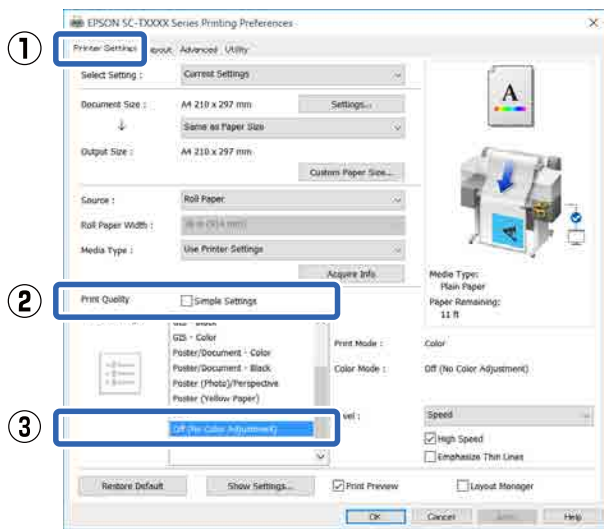 EPSON SC-TXXXX Series Printing Preferences
①
Printer Settings
Advanced
Utility
Select Setting :
Current Settings
Document Size :
A4 210 x 297 mm
Settings...
Same as Paper Size
Output Size :
A4 210 x 297 mm
Custom Paper Size...
Source :
Roll Paper
Roll Paper Width :
Media Type :
Use Printer Settings
Acquire Info
Media Type:
Plain Paper
Paper Remaining:
11 ft
②
Print Quality
Simple Settings
GIS - Color
Poster/Document - Color
Poster/Document - Black
Poster (Photo)/Perspective
Poster (Yellow Paper)
Print Mode :
Color
Color Mode :
Off (No Color Adjustment)
③
Off (No Color Adjustment)
Speed
High Speed
Emphasize Thin Lines
Restore Default
Show Settings...
Print Preview
Layout Manager
OK
Cancel
Help
A